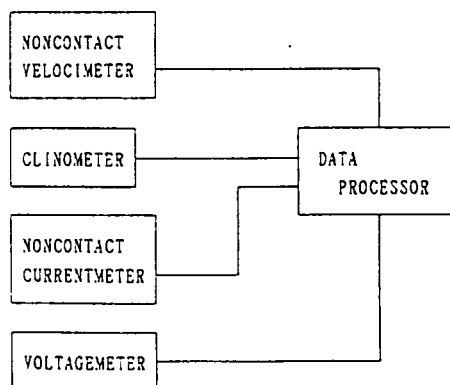 NONCONTACT
VELOCIMETER
CLINOMETER
DATA
PROCESSOR
NONCONTACT
CURRENTMETER
VOLTAGEMETER